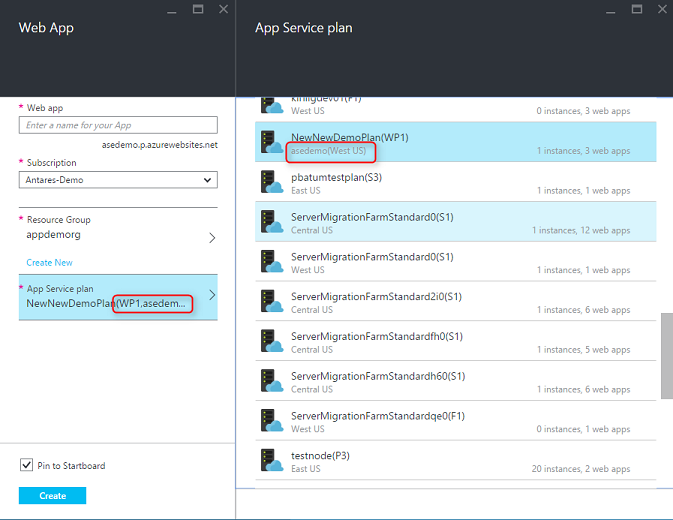 Web App
* Web app
Enter a name for your App
asedemo.p.azurewebsites.net
* Subscription
Antares-Demo
* Resource Group
appdemorg
Create New
* App Service plan
NewNewDemoPlan(WP1,asedem...
Pin to Startboard
Create
App Service plan
West US
0 instances, 3 web apps
NewNewDemoPlan(WP1)
asedemo(West US)
1 instances, 3 web apps
pbatumtestplan(S3)
East US
1 instances, 3 web apps
ServerMigrationFarmStandard0(S1)
Central US
1 instances, 12 web apps
ServerMigrationFarmStandard0(S1)
West US
1 instances, 1 web apps
ServerMigrationFarmStandard2i0(S1)
Central US
1 instances, 6 web apps
ServerMigrationFarmStandardfh0(S1)
Central US
1 instances, 5 web apps
ServerMigrationFarmStandardh60(S1)
Central US
1 instances, 6 web apps
ServerMigrationFarmStandardqe0(F1)
West US
0 instances, 1 web apps
testnode(P3)
East US
20 instances, 2 web apps